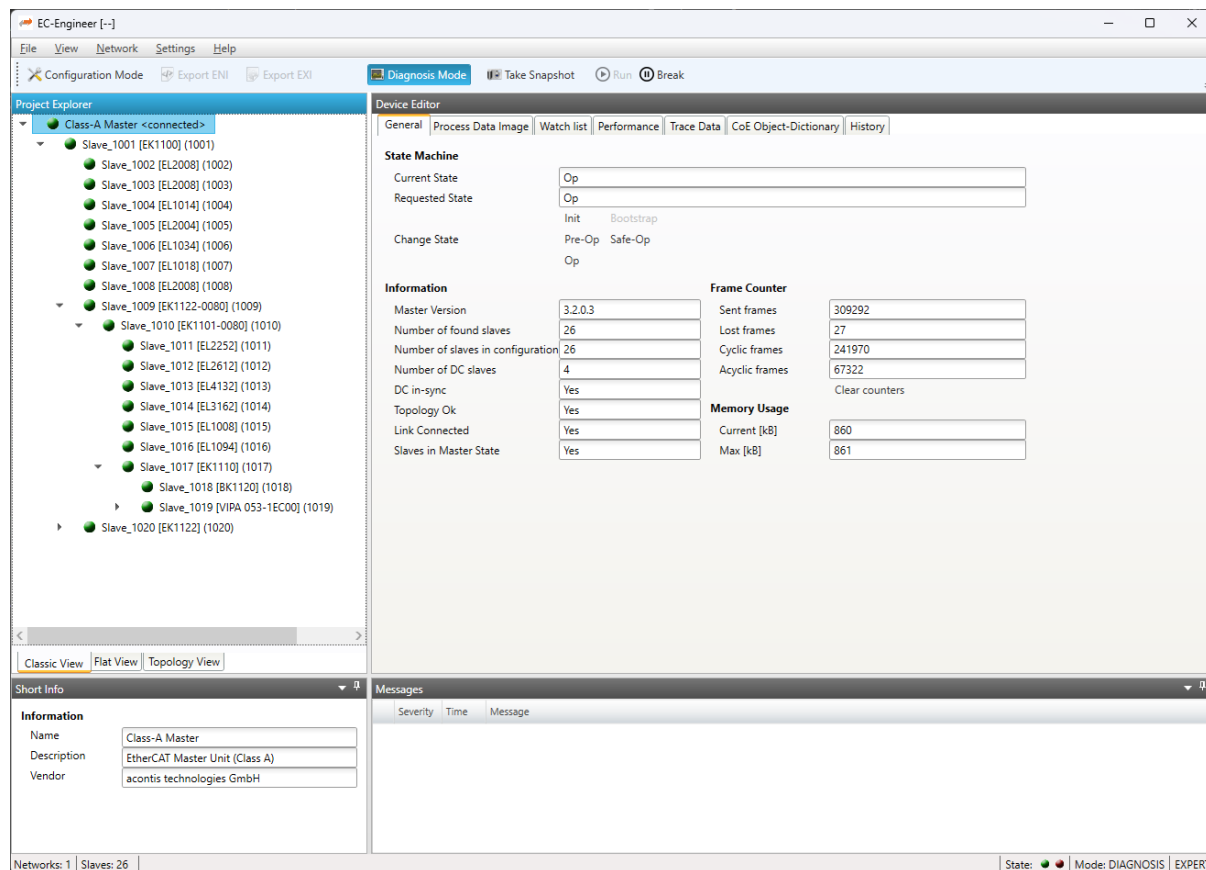 EC-Engineer [--]
File View Network Settings Help
Configuration Mode Export ENI Export EXI Diagnosis Mode Take Snapshot Run Break
Project Explorer
Class-A Master <connected>
Slave_1001 [EK1100] (1001)
Slave_1002 [EL2008] (1002)
Slave_1003 [EL2008] (1003)
Slave_1004 [EL1014] (1004)
Slave_1005 [EL2004] (1005)
Slave_1006 [EL1034] (1006)
Slave_1007 [EL1018] (1007)
Slave_1008 [EL2008] (1008)
Slave_1009 [EK1122-0080] (1009)
Slave_1010 [EK1101-0080] (1010)
Slave_1011 [EL2252] (1011)
Slave_1012 [EL2612] (1012)
Slave_1013 [EL4132] (1013)
Slave_1014 [EL3162] (1014)
Slave_1015 [EL1008] (1015)
Slave_1016 [EL1094] (1016)
Slave_1017 [EK1110] (1017)
Slave_1018 [BK1120] (1018)
Slave_1019 [VIPA 053-1EC00] (1019)
Slave_1020 [EK1122] (1020)
Classic View Flat View Topology View
Device Editor
General Process Data Image Watch list Performance Trace Data CoE Object-Dictionary History
State Machine
Current State Op
Requested State Op
Init Bootstrap
Change State Pre-Op Safe-Op
Op
Information
Master Version 3.2.0.3
Number of found slaves 26
Number of slaves in configuration 26
Number of DC slaves 4
DC in-sync Yes
Topology Ok Yes
Link Connected Yes
Slaves in Master State Yes
Frame Counter
Sent frames 309292
Lost frames 27
Cyclic frames 241970
Acyclic frames 67322
Clear counters
Memory Usage
Current [kB] 860
Max [kB] 861
Short Info
Information
Name Class-A Master
Description EtherCAT Master Unit (Class A)
Vendor acontis technologies GmbH
Messages
Severity Time Message
Networks: 1 Slaves: 26 State: Mode: DIAGNOSIS EXPERT